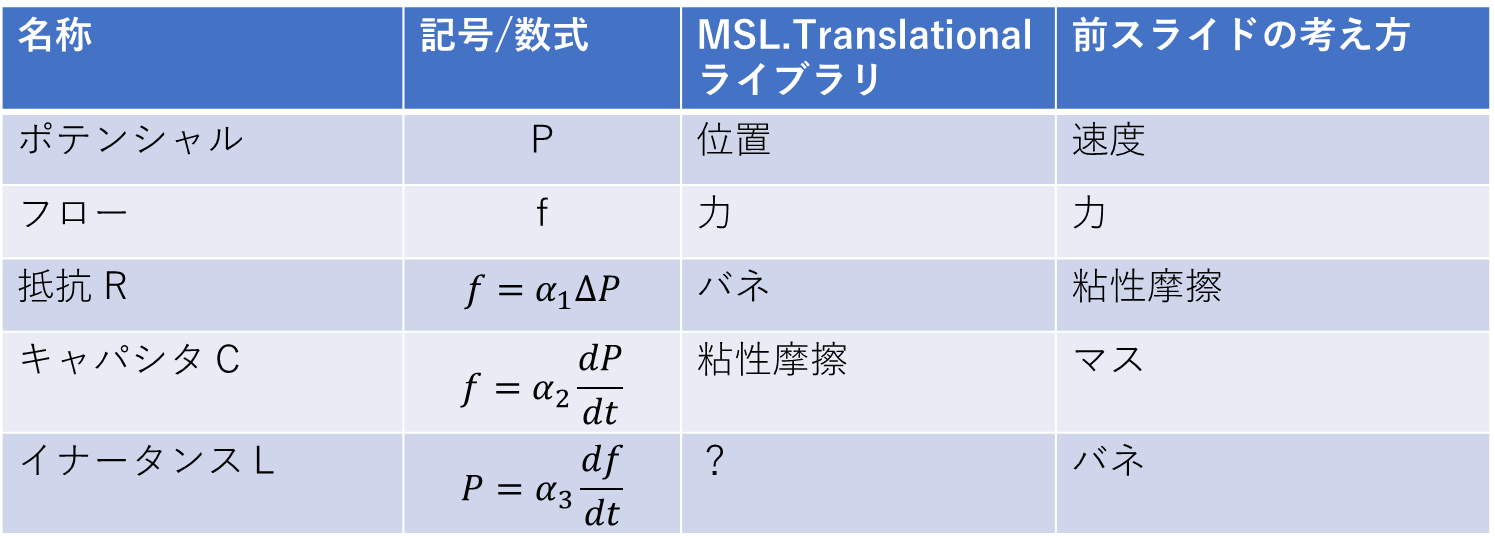 名称 記号/数式 MSL.Translational 前スライドの考え方
ライブラリ
ポテンシャル P 位置 速度
フロー f 力 力
抵抗 R f = α₁ΔP バネ 粘性摩擦
キャパシタ C f = α₂ dP/dt 粘性摩擦 マス
イナータンス L P = α₃ df/dt ？ バネ